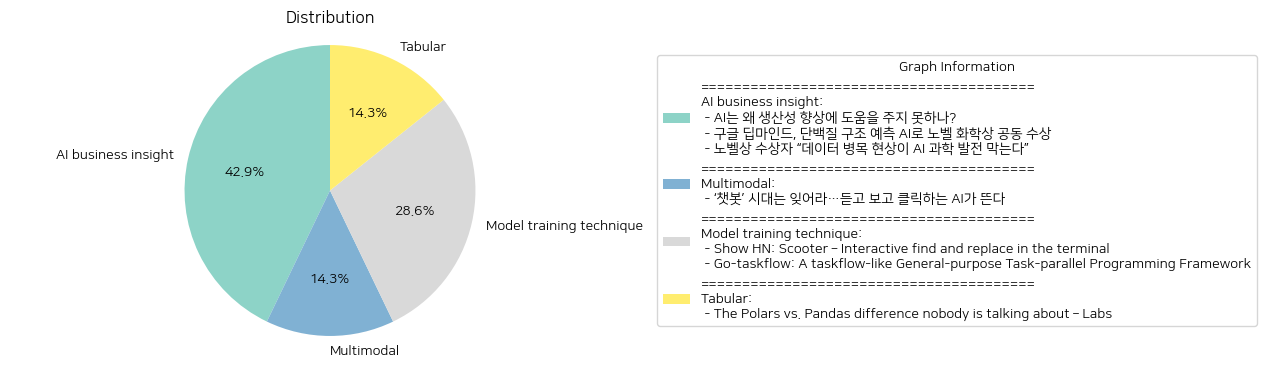 Distribution
Tabular
14.3%
AI business insight
42.9%
28.6%
Model training technique
14.3%
Multimodal
Graph Information
========================================
AI business insight:
- AI는 왜 생산성 향상에 도움을 주지 못하나?
- 구글 딥마인드, 단백질 구조 예측 AI로 노벨 화학상 공동 수상
- 노벨상 수상자 “데이터 병목 현상이 AI 과학 발전 막는다”
========================================
Multimodal:
- ‘챗봇’ 시대는 잊어라…듣고 보고 클릭하는 AI가 뜬다
========================================
Model training technique:
- Show HN: Scooter – Interactive find and replace in the terminal
- Go-taskflow: A taskflow-like General-purpose Task-parallel Programming Framework
========================================
Tabular:
- The Polars vs. Pandas difference nobody is talking about – Labs